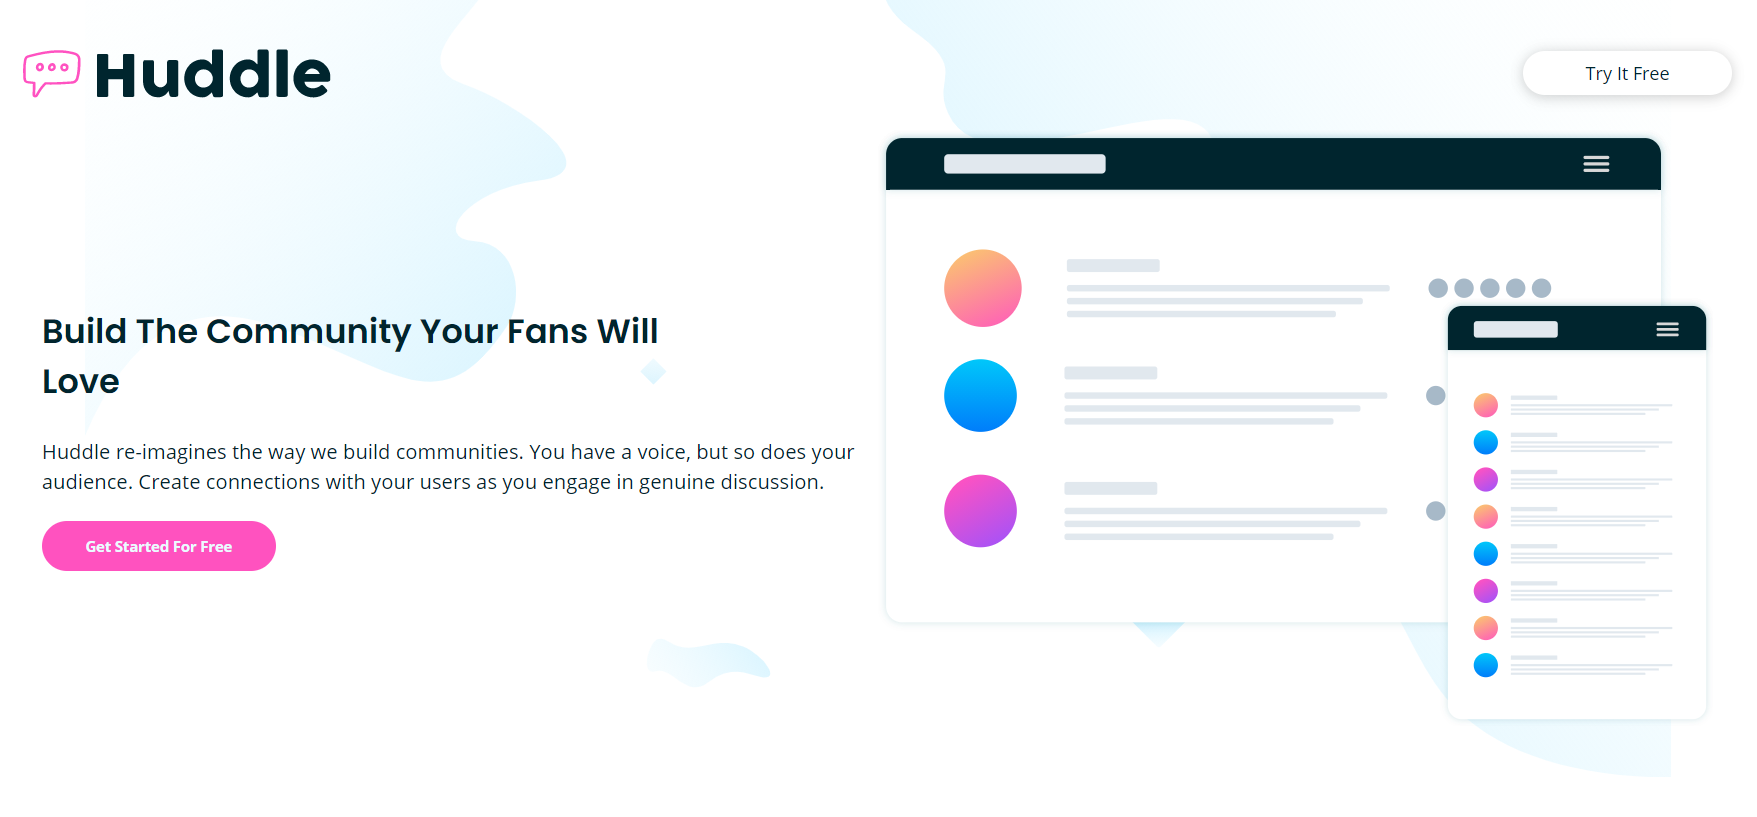 Huddle
Try It Free
Build The Community Your Fans Will
Love
Huddle re-imagines the way we build communities. You have a voice, but so does your
audience. Create connections with your users as you engage in genuine discussion.
Get Started For Free